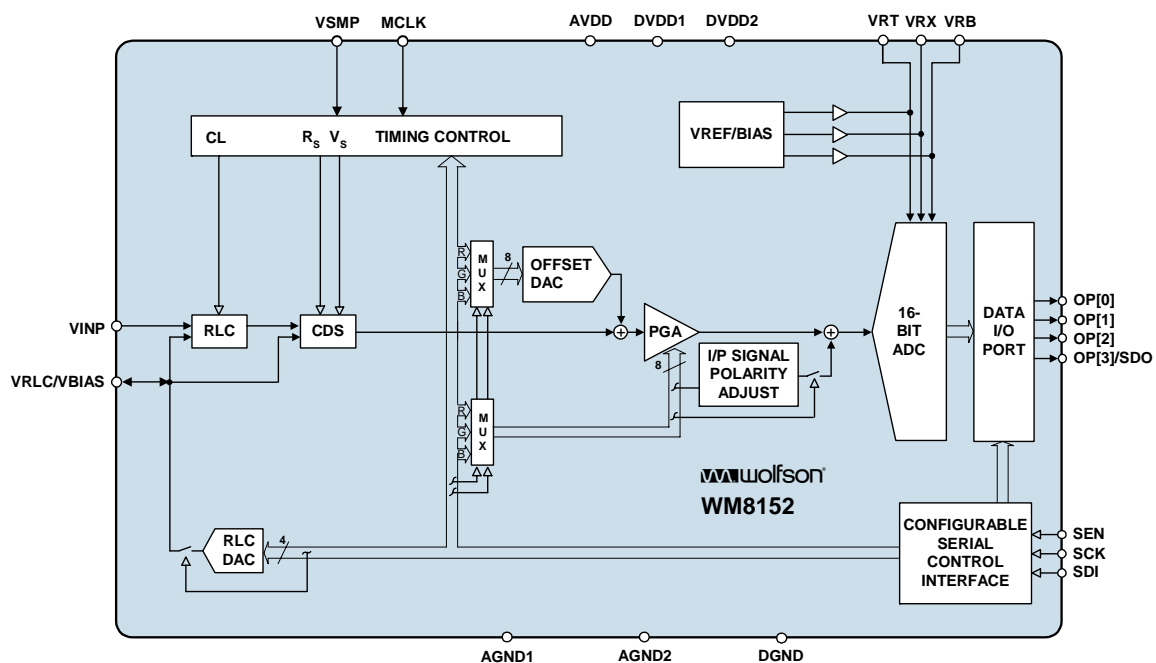 VSMP MCLK AVDD DVDD1 DVDD2 VRT VRX VRB
CL RS VS TIMING CONTROL
VREF/BIAS
R
G
B
MUX
8
OFFSET
DAC
VINP
RLC
CDS
PGA
8
I/P SIGNAL
POLARITY
ADJUST
16-
BIT
ADC
DATA
I/O
PORT
OP[0]
OP[1]
OP[2]
OP[3]/SDO
VRLC/VBIAS
R
G
B
MUX
wolfson
WM8152
RLC
DAC
4
CONFIGURABLE
SERIAL
CONTROL
INTERFACE
SEN
SCK
SDI
AGND1 AGND2 DGND